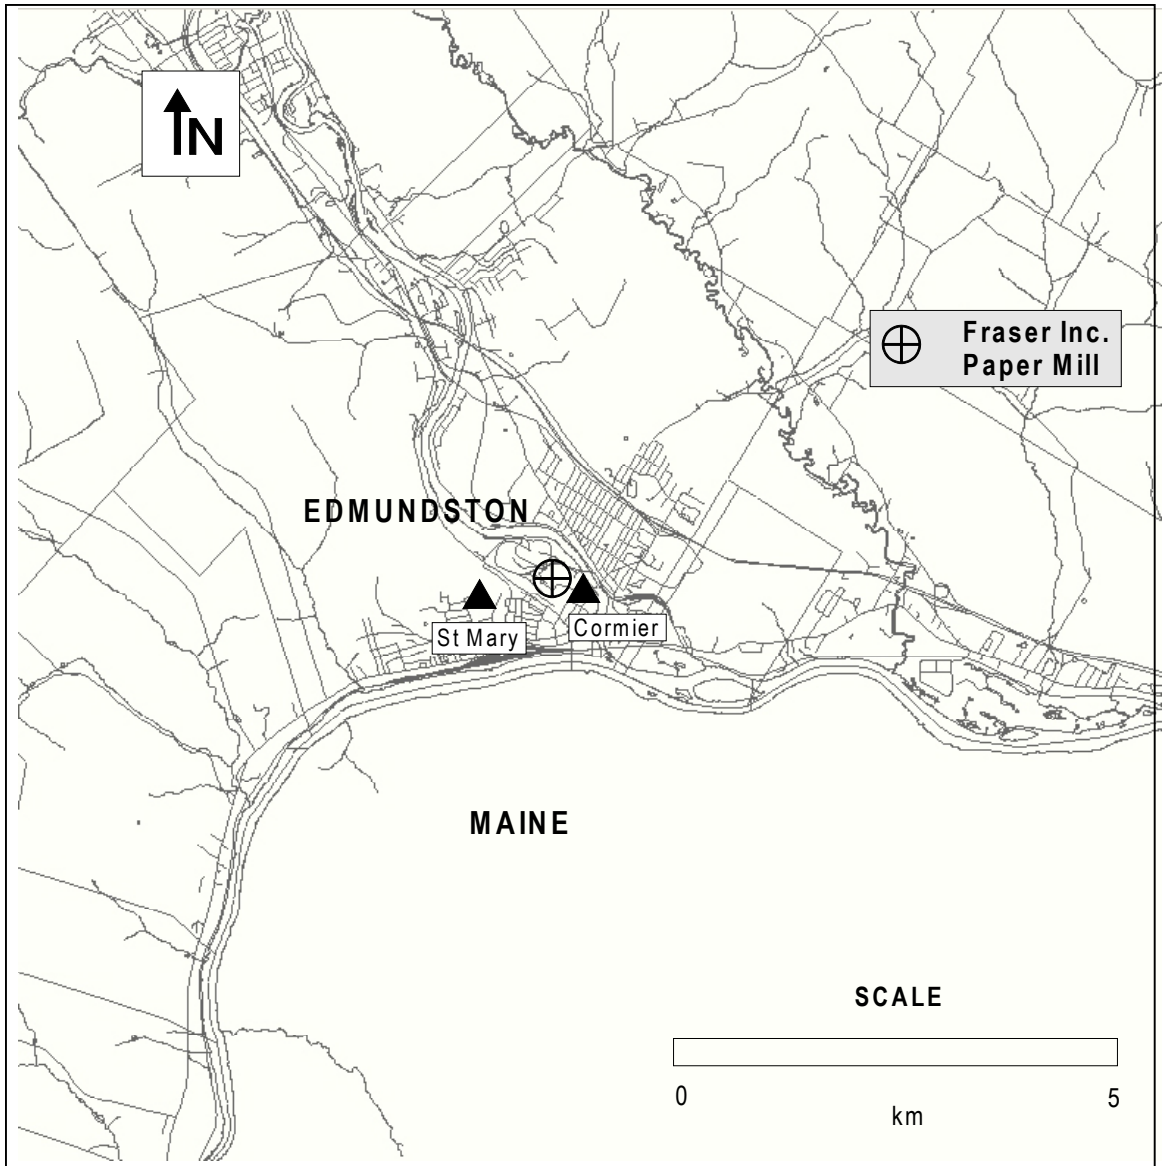 N
Fraser Inc.
Paper Mill
EDMUNDSTON
St Mary
Cormier
MAINE
SCALE
0
5
km